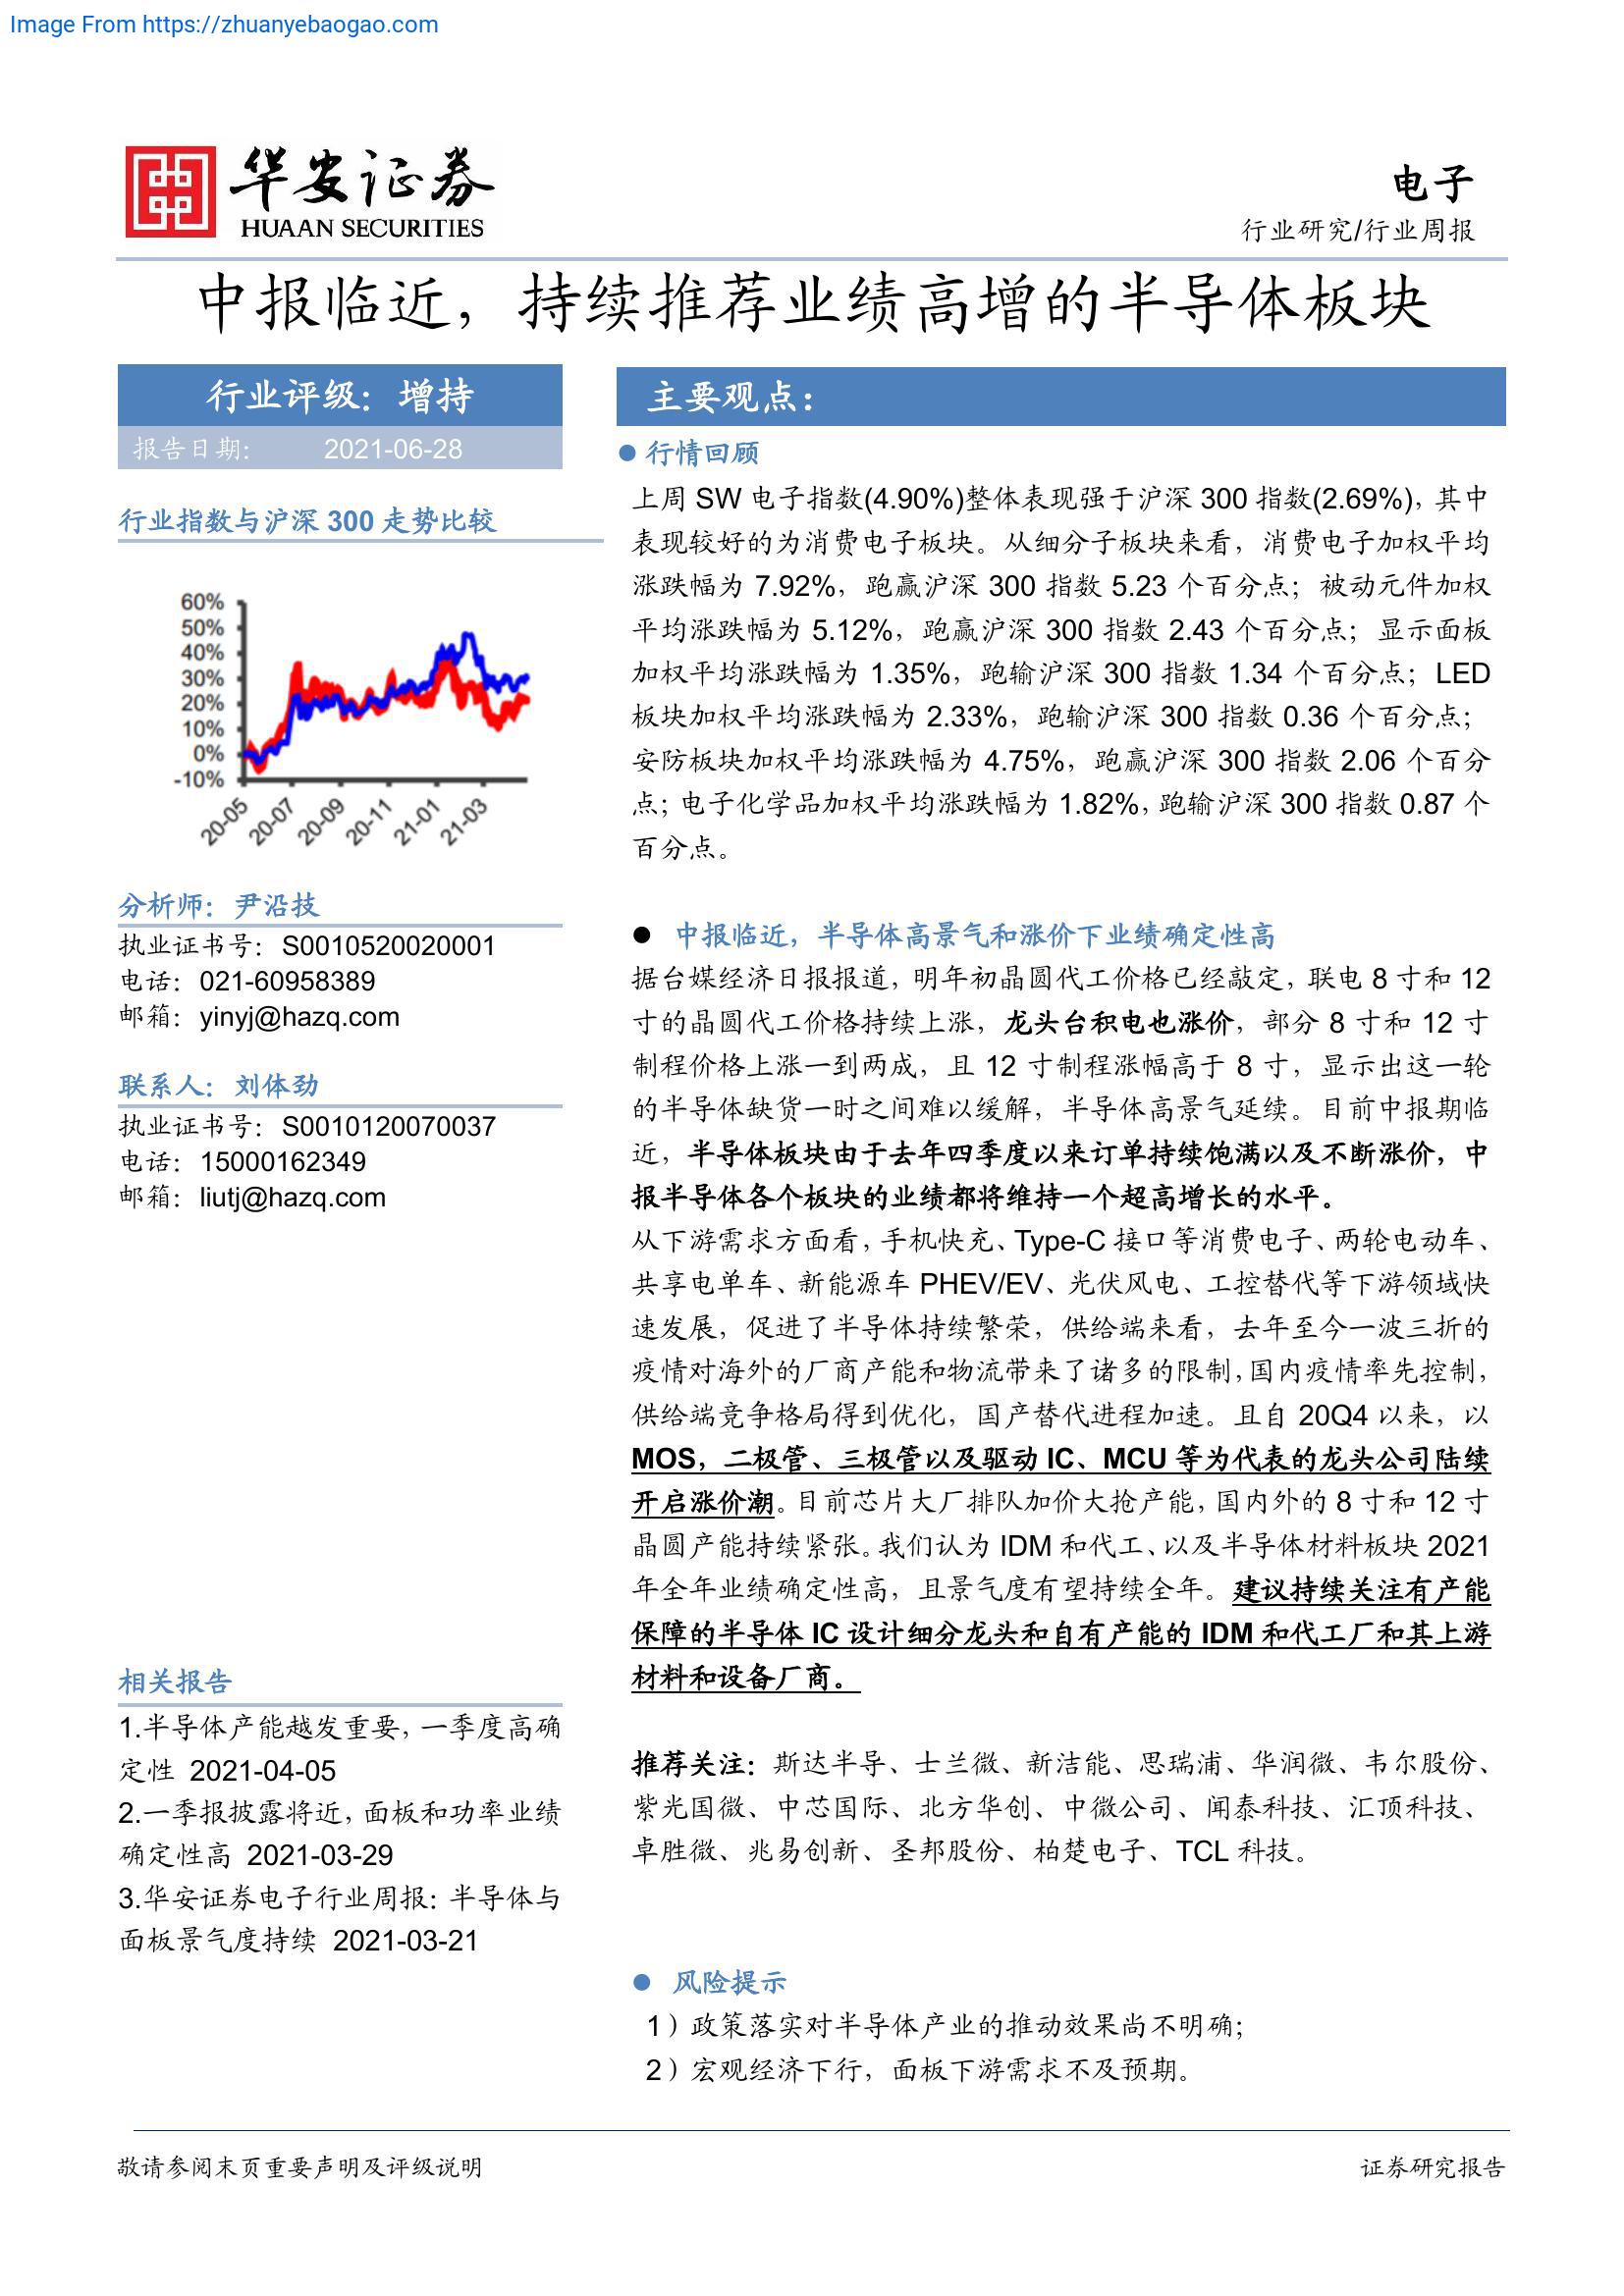 Image From https://zhuanyebaogao.com
华安证券
HUAAN SECURITIES
电子
行业研究/行业周报
中报临近，持续推荐业绩高增的半导体板块
行业评级：增持
报告日期： 2021-06-28
行业指数与沪深 300 走势比较
60%
50%
40%
30%
20%
10%
0%
-10%
20-05
20-07
20-09
20-11
21-01
21-03
分析师：尹沿技
执业证书号：S0010520020001
电话：021-60958389
邮箱：yinyj@hazq.com
联系人：刘体劲
执业证书号：S0010120070037
电话：15000162349
邮箱：liutj@hazq.com
相关报告
1.半导体产能越发重要，一季度高确
定性 2021-04-05
2.一季报披露将近，面板和功率业绩
确定性高 2021-03-29
3.华安证券电子行业周报：半导体与
面板景气度持续 2021-03-21
主要观点：
行情回顾
上周 SW 电子指数(4.90%)整体表现强于沪深 300 指数(2.69%)，其中
表现较好的为消费电子板块。从细分子板块来看，消费电子加权平均
涨跌幅为 7.92%，跑赢沪深 300 指数 5.23 个百分点；被动元件加权
平均涨跌幅为 5.12%，跑赢沪深 300 指数 2.43 个百分点；显示面板
加权平均涨跌幅为 1.35%，跑输沪深 300 指数 1.34 个百分点；LED
板块加权平均涨跌幅为 2.33%，跑输沪深 300 指数 0.36 个百分点；
安防板块加权平均涨跌幅为 4.75%，跑赢沪深 300 指数 2.06 个百分
点；电子化学品加权平均涨跌幅为 1.82%，跑输沪深 300 指数 0.87 个
百分点。
中报临近，半导体高景气和涨价下业绩确定性高
据台媒经济日报报道，明年初晶圆代工价格已经敲定，联电 8 寸和 12
寸的晶圆代工价格持续上涨，龙头台积电也涨价，部分 8 寸和 12 寸
制程价格上涨一到两成，且 12 寸制程涨幅高于 8 寸，显示出这一轮
的半导体缺货一时之间难以缓解，半导体高景气延续。目前中报期临
近，半导体板块由于去年四季度以来订单持续饱满以及不断涨价，中
报半导体各个板块的业绩都将维持一个超高增长的水平。
从下游需求方面看，手机快充、Type-C 接口等消费电子、两轮电动车、
共享电单车、新能源车 PHEV/EV、光伏风电、工控替代等下游领域快
速发展，促进了半导体持续繁荣，供给端来看，去年至今一波三折的
疫情对海外的厂商产能和物流带来了诸多的限制，国内疫情率先控制，
供给端竞争格局得到优化，国产替代进程加速。且自 20Q4 以来，以
MOS，二极管、三极管以及驱动 IC、MCU 等为代表的龙头公司陆续
开启涨价潮。目前芯片大厂排队加价大抢产能，国内外的 8 寸和 12 寸
晶圆产能持续紧张。我们认为 IDM 和代工、以及半导体材料板块 2021
年全年业绩确定性高，且景气度有望持续全年。建议持续关注有产能
保障的半导体 IC 设计细分龙头和自有产能的 IDM 和代工厂和其上游
材料和设备厂商。
推荐关注：斯达半导、士兰微、新洁能、思瑞浦、华润微、韦尔股份、
紫光国微、中芯国际、北方华创、中微公司、闻泰科技、汇顶科技、
卓胜微、兆易创新、圣邦股份、柏楚电子、TCL 科技。
风险提示
1）政策落实对半导体产业的推动效果尚不明确；
2）宏观经济下行，面板下游需求不及预期。
敬请参阅末页重要声明及评级说明
证券研究报告